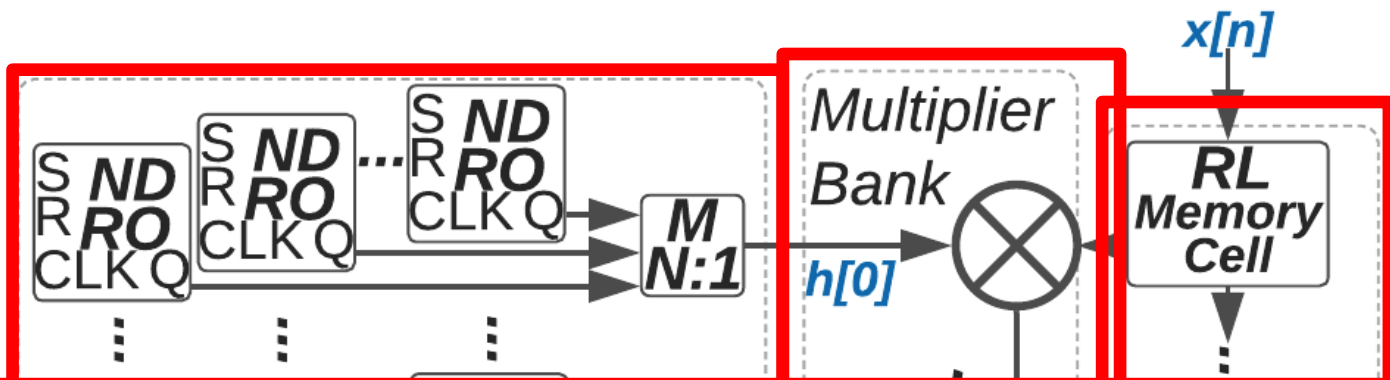 x[n]
S ND
R RO
CLK Q
S ND
R RO
CLK Q
...
S ND
R RO
CLK Q
M
N:1
Multiplier
Bank
h[0]
RL
Memory
Cell